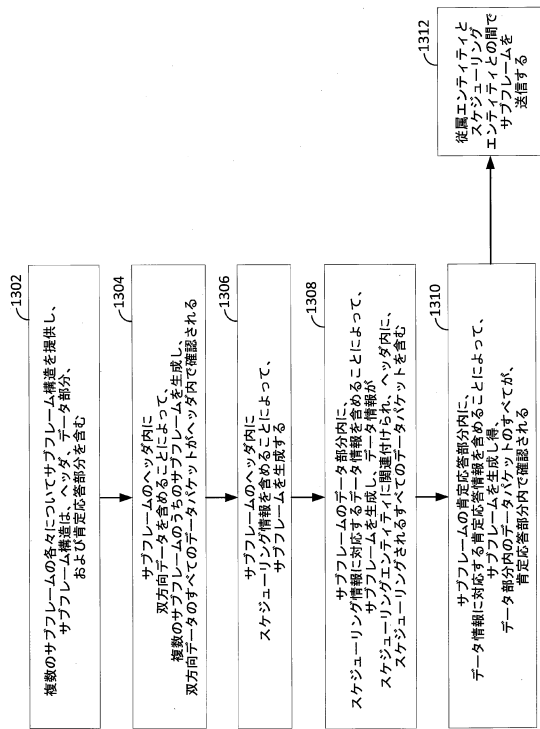 1302
複数のサブフレームの各々についてサブフレーム構造を提供し、
サブフレーム構造は、ヘッダ、データ部分、
および肯定応答部分を含む
1304
サブフレームのヘッダ内に
双方向データを含めることによって、
複数のサブフレームのうちのサブフレームを生成し、
双方向データのすべてのデータパケットがヘッダ内で確認される
1306
サブフレームのヘッダ内に
スケジューリング情報を含めることによって、
サブフレームを生成する
1308
サブフレームのデータ部分内に、
スケジューリング情報に対応するデータ情報を含めることによって、
サブフレームを生成し、データ情報が
スケジューリングエンティティに関連付けられ、ヘッダ内に、
スケジューリングされるすべてのデータパケットを含む
1310
サブフレームの肯定応答部分内に、
データ情報に対応する肯定応答情報を含めることによって、
サブフレームを生成し得、
データ部分内のデータパケットのすべてが、
肯定応答部分内で確認される
1312
従属エンティティと
スケジューリング
エンティティとの間で
サブフレームを
送信する